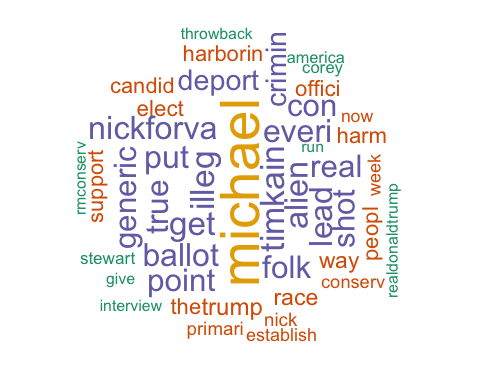 throwback
harborin
crimin
america
corey
candid
deport
offici
elect
con
now
nickforva
everi
harm
michael
run
rmconserv
support
generic
put
illeg
timkain
alien
real
week
true
get
lead
shot
peopl
realdonaldtrump
stewart
ballot
folk
way
give
point
conserv
interview
thetrump
race
primari
nick
establish